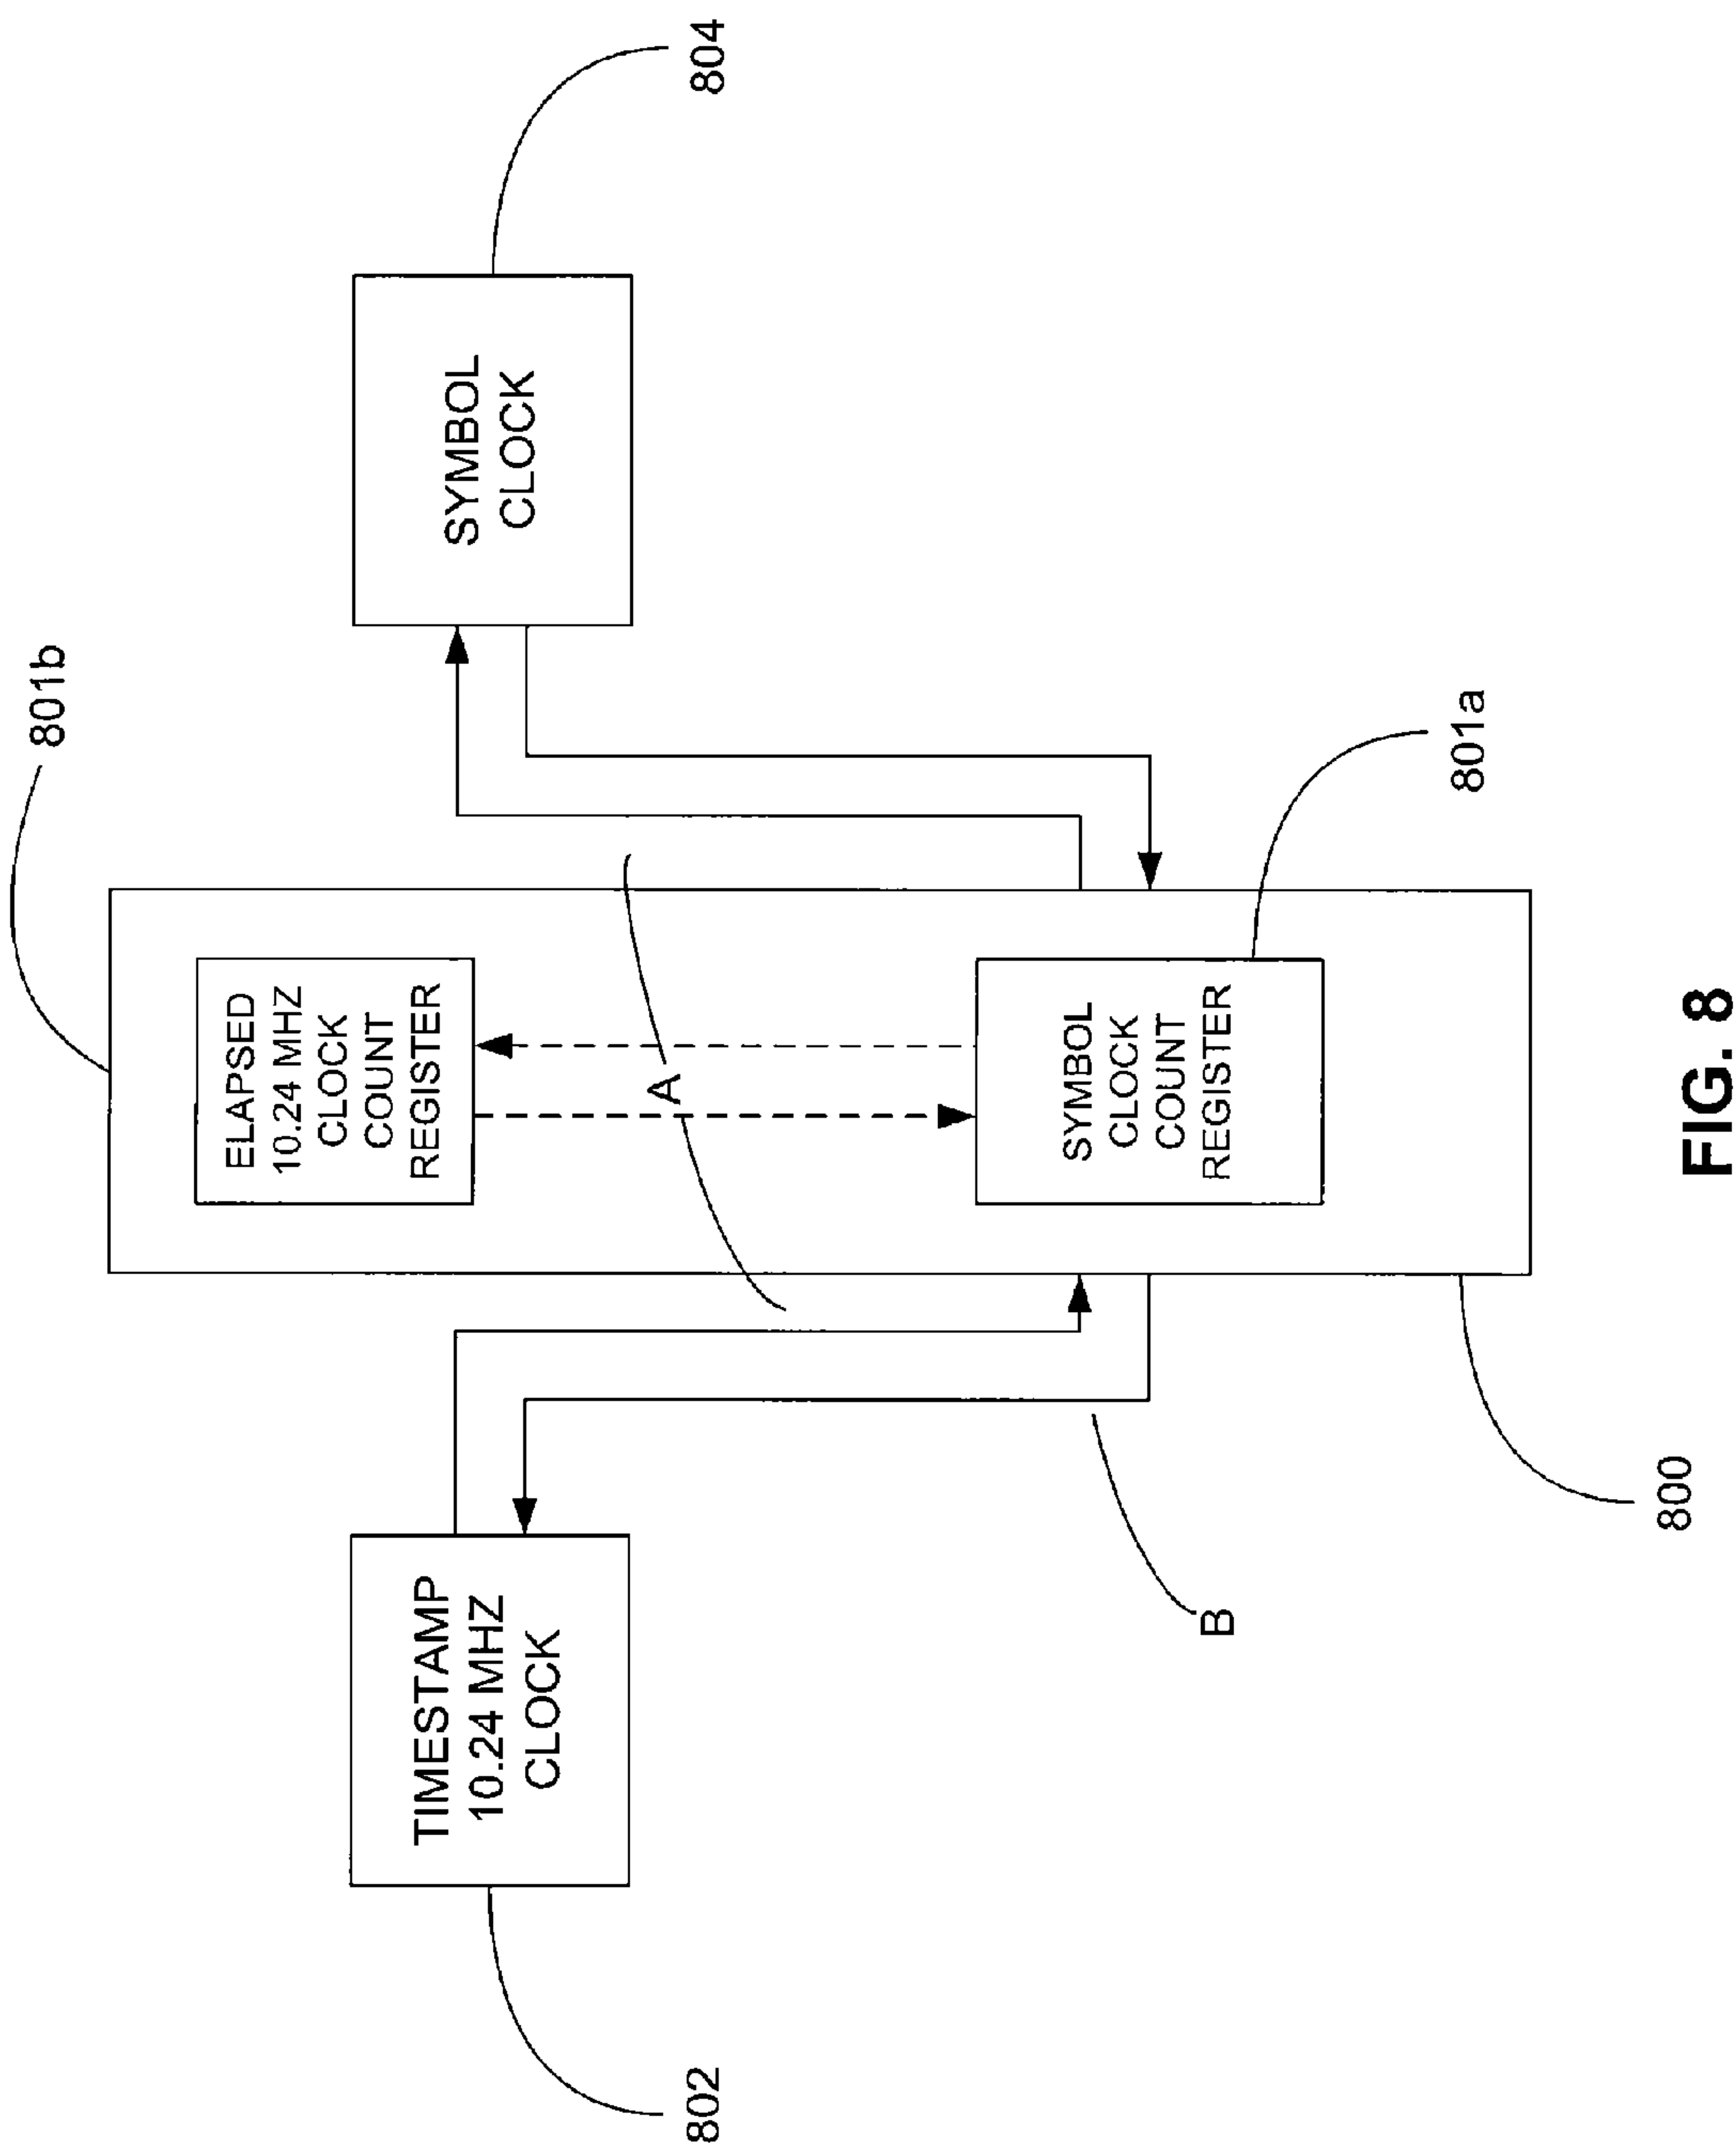 801b
804
TIMESTAMP
10.24 MHZ
CLOCK
ELAPSED
10.24 MHZ
CLOCK
COUNT
REGISTER
SYMBOL
CLOCK
A
SYMBOL
CLOCK
COUNT
REGISTER
802
B
801a
800
FIG. 8